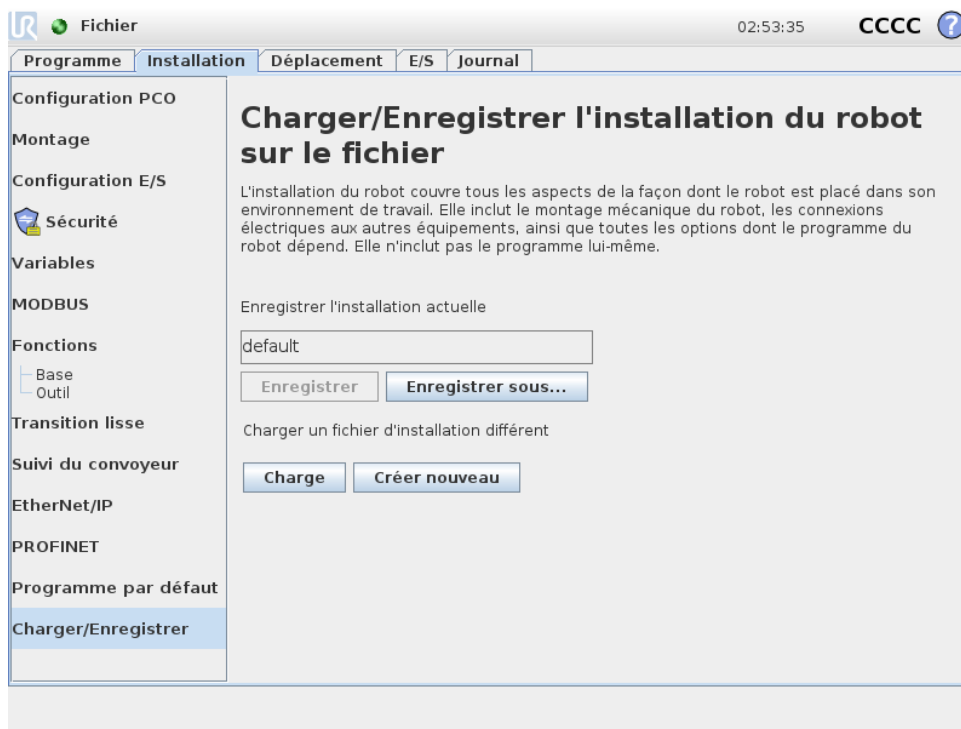 UR Fichier 02:53:35 CCCC ?
Programme Installation Déplacement E/S Journal
Configuration PCO
Montage
Configuration E/S
Sécurité
Variables
MODBUS
Fonctions
Base
Outil
Transition lisse
Suivi du convoyeur
EtherNet/IP
PROFINET
Programme par défaut
Charger/Enregistrer
Charger/Enregistrer l'installation du robot
sur le fichier
L'installation du robot couvre tous les aspects de la façon dont le robot est placé dans son
environnement de travail. Elle inclut le montage mécanique du robot, les connexions
électriques aux autres équipements, ainsi que toutes les options dont le programme du
robot dépend. Elle n'inclut pas le programme lui-même.
Enregistrer l'installation actuelle
default
Enregistrer Enregistrer sous...
Charger un fichier d'installation différent
Charge Créer nouveau